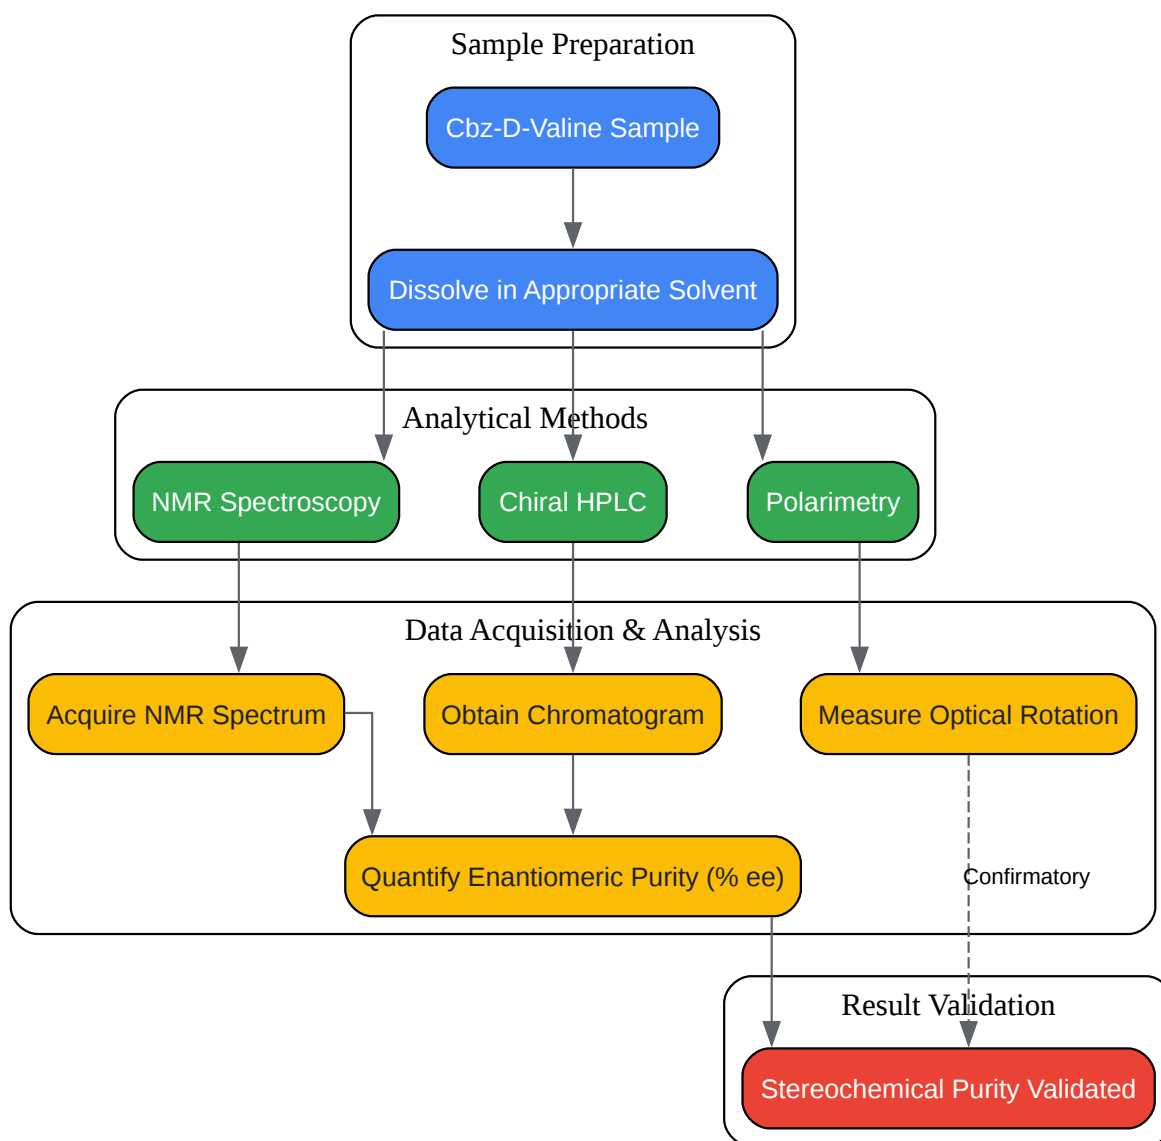 Sample Preparation
Cbz-D-Valine Sample
Dissolve in Appropriate Solvent
Analytical Methods
NMR Spectroscopy
Chiral HPLC
Polarimetry
Data Acquisition & Analysis
Acquire NMR Spectrum
Obtain Chromatogram
Measure Optical Rotation
Quantify Enantiomeric Purity (% ee)
Confirmatory
Result Validation
Stereochemical Purity Validated